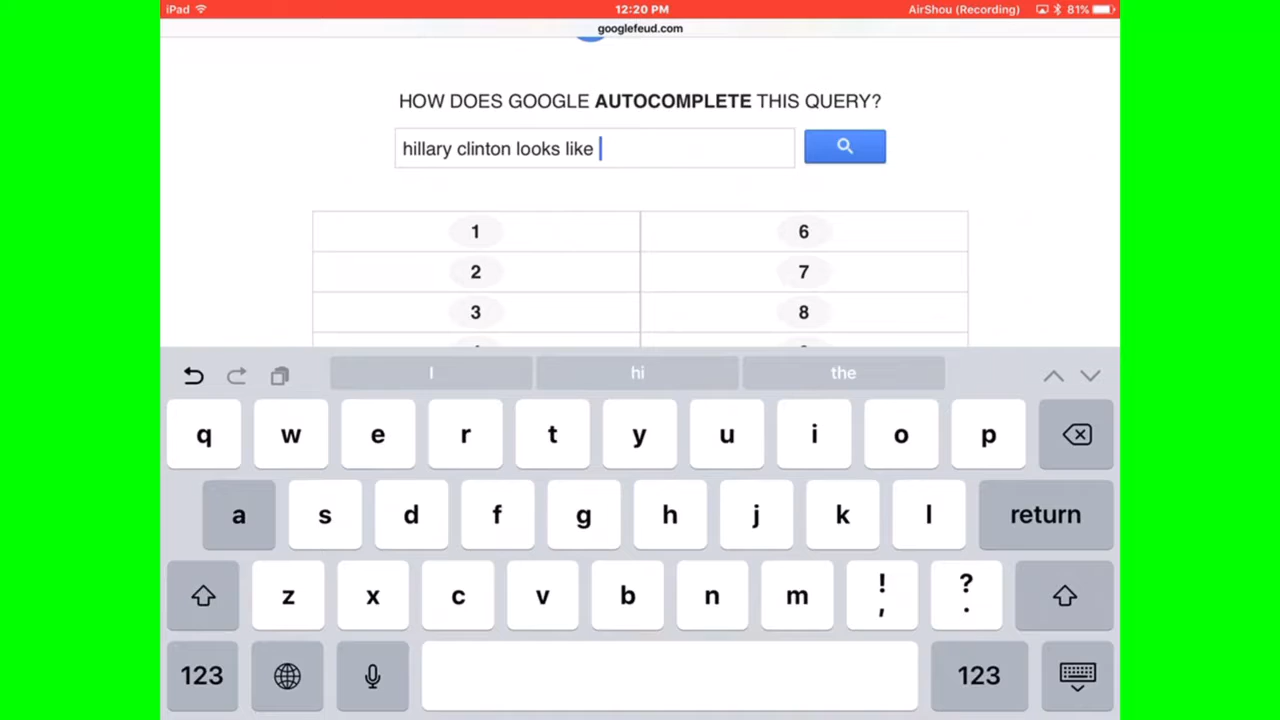 iPad 12:20 PM AirShou (Recording) 81%
googlefeud.com
HOW DOES GOOGLE AUTOCOMPLETE THIS QUERY?
hillary clinton looks like
1 6
2 7
3 8
I hi the
q w e r t y u i o p
a s d f g h j k l return
z x c v b n m ! , ? .
123 123